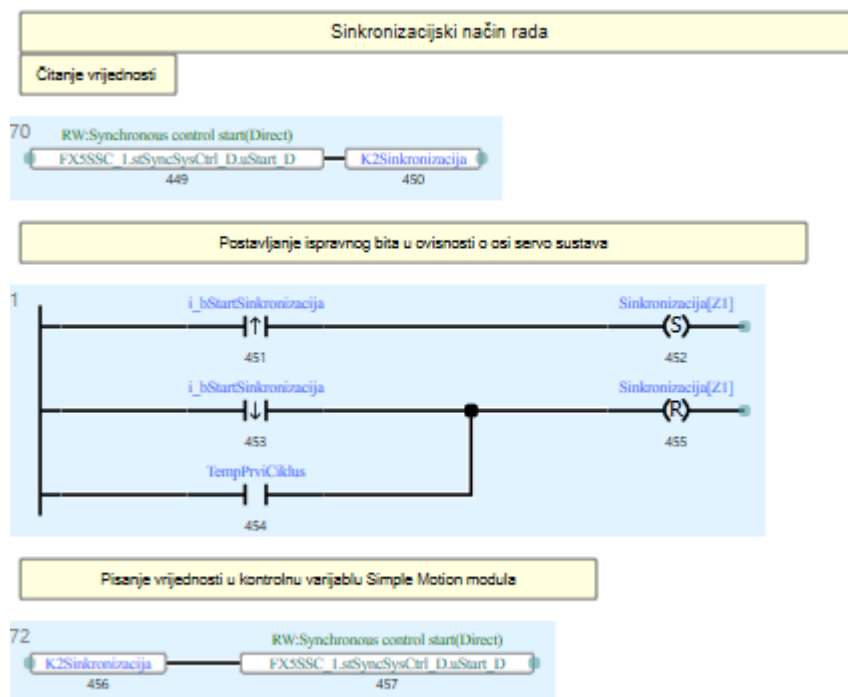 Sinkronizacijski način rada
Čitanje vrijednosti
70
RW:Synchronous control start(Direct)
FX5SSC_1.stSyncSysCtrl_D.uStart_D K2Sinkronizacija
449 450
Postavljanje ispravnog bita u ovisnosti o osi servo sustava
1
i_bStartSinkronizacija Sinkronizacija[Z1]
(S)
451 452
i_bStartSinkronizacija Sinkronizacija[Z1]
(R)
453 455
TempPrviCiklus
454
Pisanje vrijednosti u kontrolnu varijablu Simple Motion modula
72
RW:Synchronous control start(Direct)
K2Sinkronizacija FX5SSC_1.stSyncSysCtrl_D.uStart_D
456 457